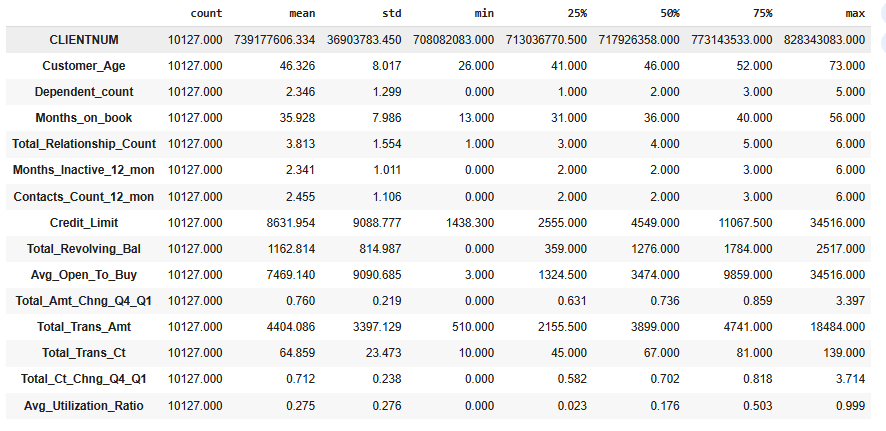 count mean std min 25% 50% 75% max
CLIENTNUM 10127.000 739177606.334 36903783.450 708082083.000 713036770.500 717926358.000 773143533.000 828343083.000
Customer_Age 10127.000 46.326 8.017 26.000 41.000 46.000 52.000 73.000
Dependent_count 10127.000 2.346 1.299 0.000 1.000 2.000 3.000 5.000
Months_on_book 10127.000 35.928 7.986 13.000 31.000 36.000 40.000 56.000
Total_Relationship_Count 10127.000 3.813 1.554 1.000 3.000 4.000 5.000 6.000
Months_Inactive_12_mon 10127.000 2.341 1.011 0.000 2.000 2.000 3.000 6.000
Contacts_Count_12_mon 10127.000 2.455 1.106 0.000 2.000 2.000 3.000 6.000
Credit_Limit 10127.000 8631.954 9088.777 1438.300 2555.000 4549.000 11067.500 34516.000
Total_Revolving_Bal 10127.000 1162.814 814.987 0.000 359.000 1276.000 1784.000 2517.000
Avg_Open_To_Buy 10127.000 7469.140 9090.685 3.000 1324.500 3474.000 9859.000 34516.000
Total_Amt_Chng_Q4_Q1 10127.000 0.760 0.219 0.000 0.631 0.736 0.859 3.397
Total_Trans_Amt 10127.000 4404.086 3397.129 510.000 2155.500 3899.000 4741.000 18484.000
Total_Trans_Ct 10127.000 64.859 23.473 10.000 45.000 67.000 81.000 139.000
Total_Ct_Chng_Q4_Q1 10127.000 0.712 0.238 0.000 0.582 0.702 0.818 3.714
Avg_Utilization_Ratio 10127.000 0.275 0.276 0.000 0.023 0.176 0.503 0.999